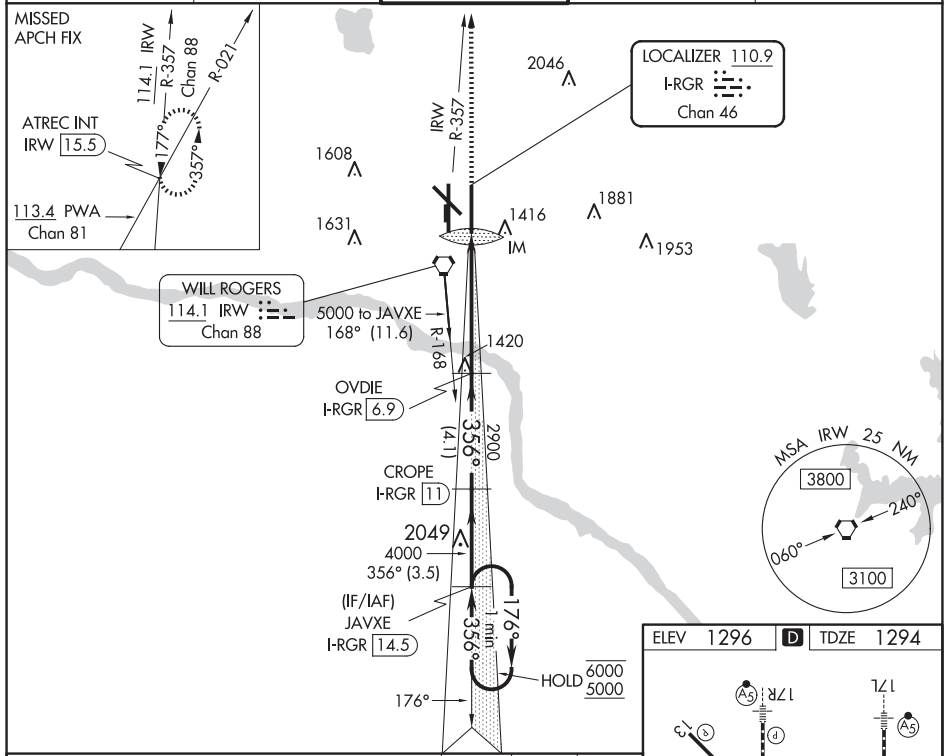 MISSED
APCH FIX
114.1 IRW
R-357
Chan 88
R-021
ATREC INT
IRW 15.5
177°
357°
113.4 PWA
Chan 81
IRW
R-357
2046
LOCALIZER 110.9
I-RGR
Chan 46
1608
1631
1416
IM
1881
1953
WILL ROGERS
114.1 IRW
Chan 88
5000 to JAVXE
168° (11.6)
R-168
1420
OVDIE
I-RGR 6.9
356°
(4.1)
2900
CROPE
I-RGR 11
2049
4000
356° (3.5)
(IF/IAF)
JAVXE
I-RGR 14.5
356°
1 min
176°
HOLD 6000
5000
176°
MSA IRW 25 NM
3800
240°
060°
3100
ELEV 1296 D TDZE 1294
A5
17R
P
13
P
17L
A5